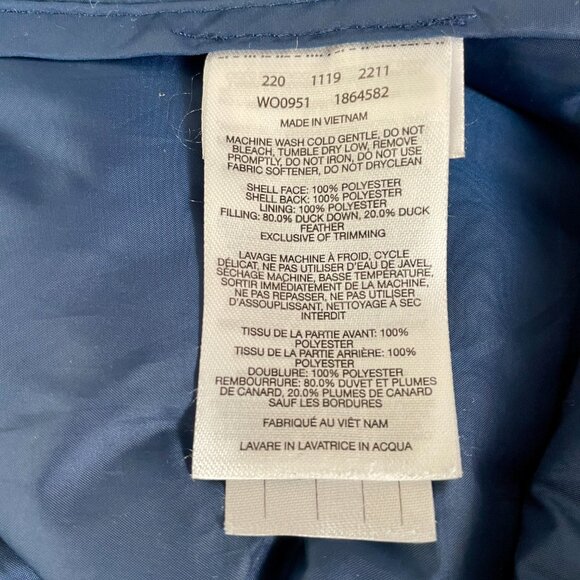 220 1119 2211
WO0951 1864582
MADE IN VIETNAM
MACHINE WASH COLD GENTLE, DO NOT
BLEACH, TUMBLE DRY LOW, REMOVE
PROMPTLY, DO NOT IRON, DO NOT USE
FABRIC SOFTENER, DO NOT DRYCLEAN
SHELL FACE: 100% POLYESTER
SHELL BACK: 100% POLYESTER
LINING: 100% POLYESTER
FILLING: 80.0% DUCK DOWN, 20.0% DUCK
FEATHER
EXCLUSIVE OF TRIMMING
LAVAGE MACHINE À FROID, CYCLE
DÉLICAT, NE PAS UTILISER D'EAU DE JAVEL,
SÉCHAGE MACHINE, BASSE TEMPÉRATURE,
SORTIR IMMÉDIATEMENT DE LA MACHINE,
NE PAS REPASSER, NE PAS UTILISER
D'ASSOUPLISSANT, NETTOYAGE À SEC
INTERDIT
TISSU DE LA PARTIE AVANT: 100%
POLYESTER
TISSU DE LA PARTIE ARRIÈRE: 100%
POLYESTER
DOUBLURE: 100% POLYESTER
REMBOURRURE: 80.0% DUVET ET PLUMES
DE CANARD, 20.0% PLUMES DE CANARD
SAUF LES BORDURES
FABRIQUÉ AU VIÊT NAM
LAVARE IN LAVATRICE IN ACQUA